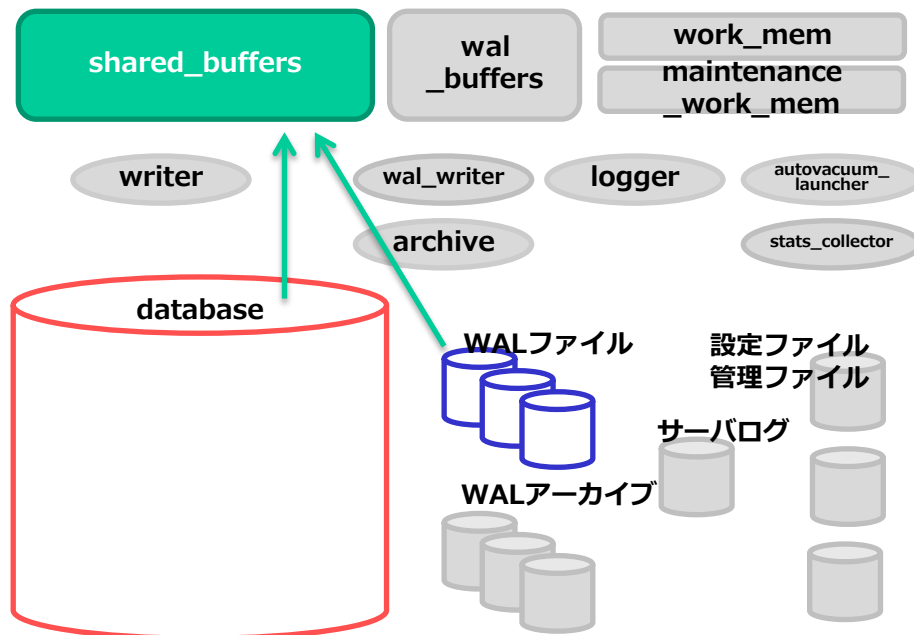 shared_buffers
wal
_buffers
work_mem
maintenance
_work_mem
writer
wal_writer
logger
autovacuum_
launcher
archive
stats_collector
database
WALファイル
設定ファイル
管理ファイル
サーバログ
WALアーカイブ